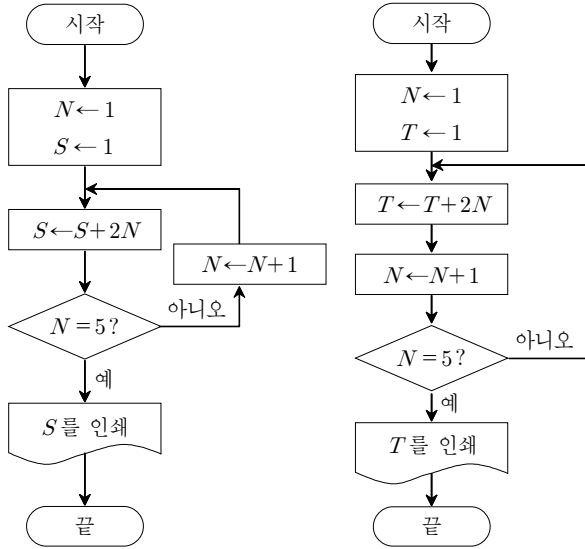 시작
N←1
S←1
S←S+2N
N←N+1
N=5?
아니오
예
S를 인쇄
끝
시작
N←1
T←1
T←T+2N
N←N+1
N=5?
아니오
예
T를 인쇄
끝